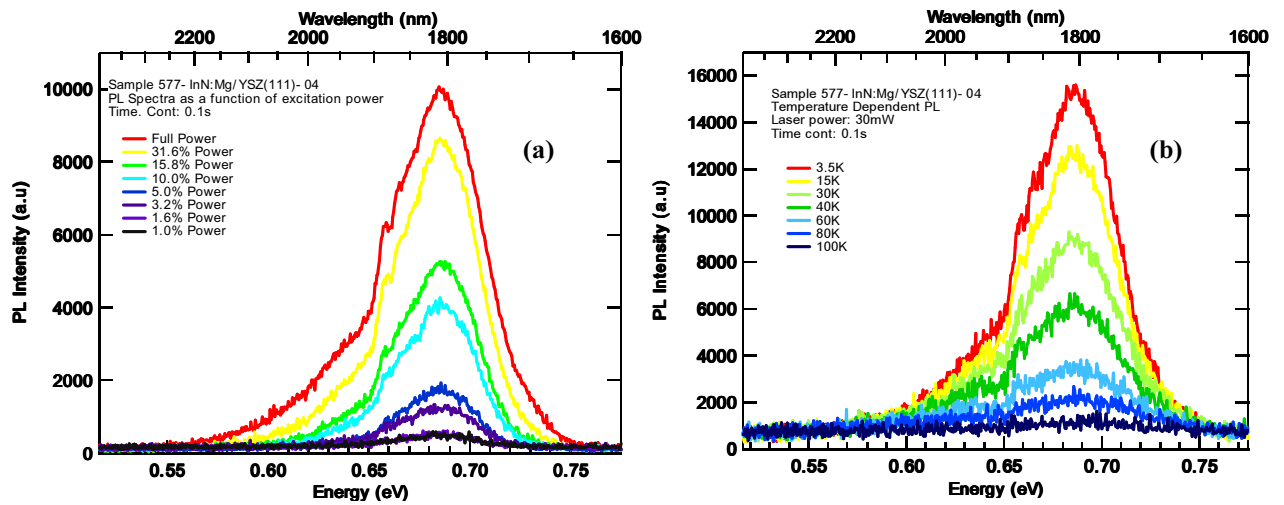 Wavelength (nm)
2200 2000 1800 1600
10000
8000
6000
4000
2000
0
PL Intensity (a.u)
Sample 577- InN:Mg/YSZ(111)- 04
PL Spectra as a function of excitation power
Time. Cont: 0.1s
Full Power
31.6% Power
15.8% Power
10.0% Power
5.0% Power
3.2% Power
1.6% Power
1.0% Power
(a)
0.55 0.60 0.65 0.70 0.75
Energy (eV)
Wavelength (nm)
2200 2000 1800 1600
16000
14000
12000
10000
8000
6000
4000
2000
0
PL Intensity (a.u)
Sample 577- InN:Mg/YSZ(111)- 04
Temperature Dependent PL
Laser power: 30mW
Time cont: 0.1s
3.5K
15K
30K
40K
60K
80K
100K
(b)
0.55 0.60 0.65 0.70 0.75
Energy (eV)